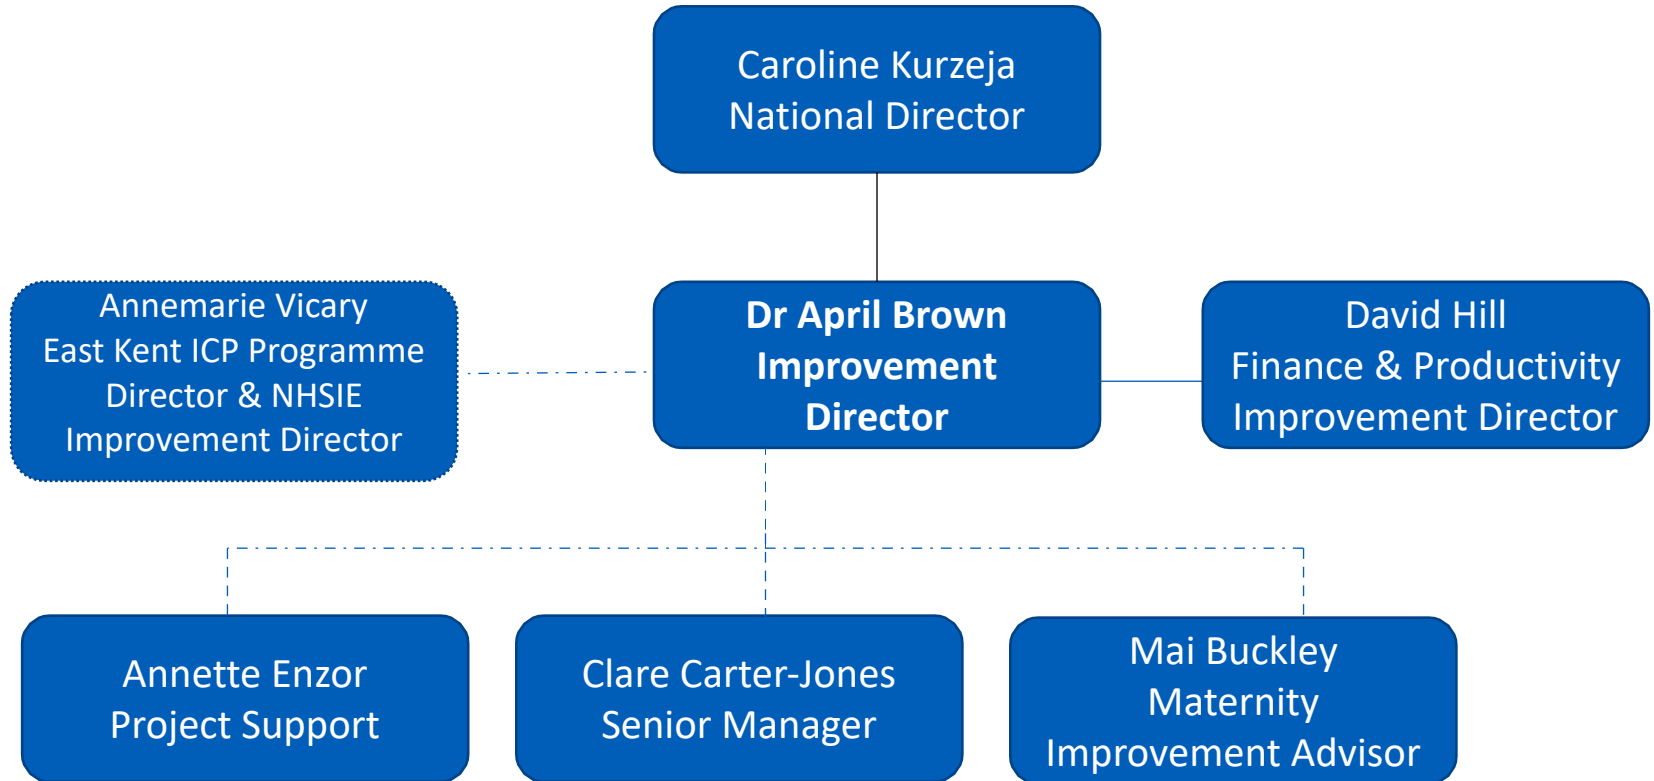 Caroline Kurzeja
National Director
Annemarie Vicary
East Kent ICP Programme
Director & NHSIE
Improvement Director
Dr April Brown
Improvement
Director
David Hill
Finance & Productivity
Improvement Director
Annette Enzor
Project Support
Clare Carter-Jones
Senior Manager
Mai Buckley
Maternity
Improvement Advisor